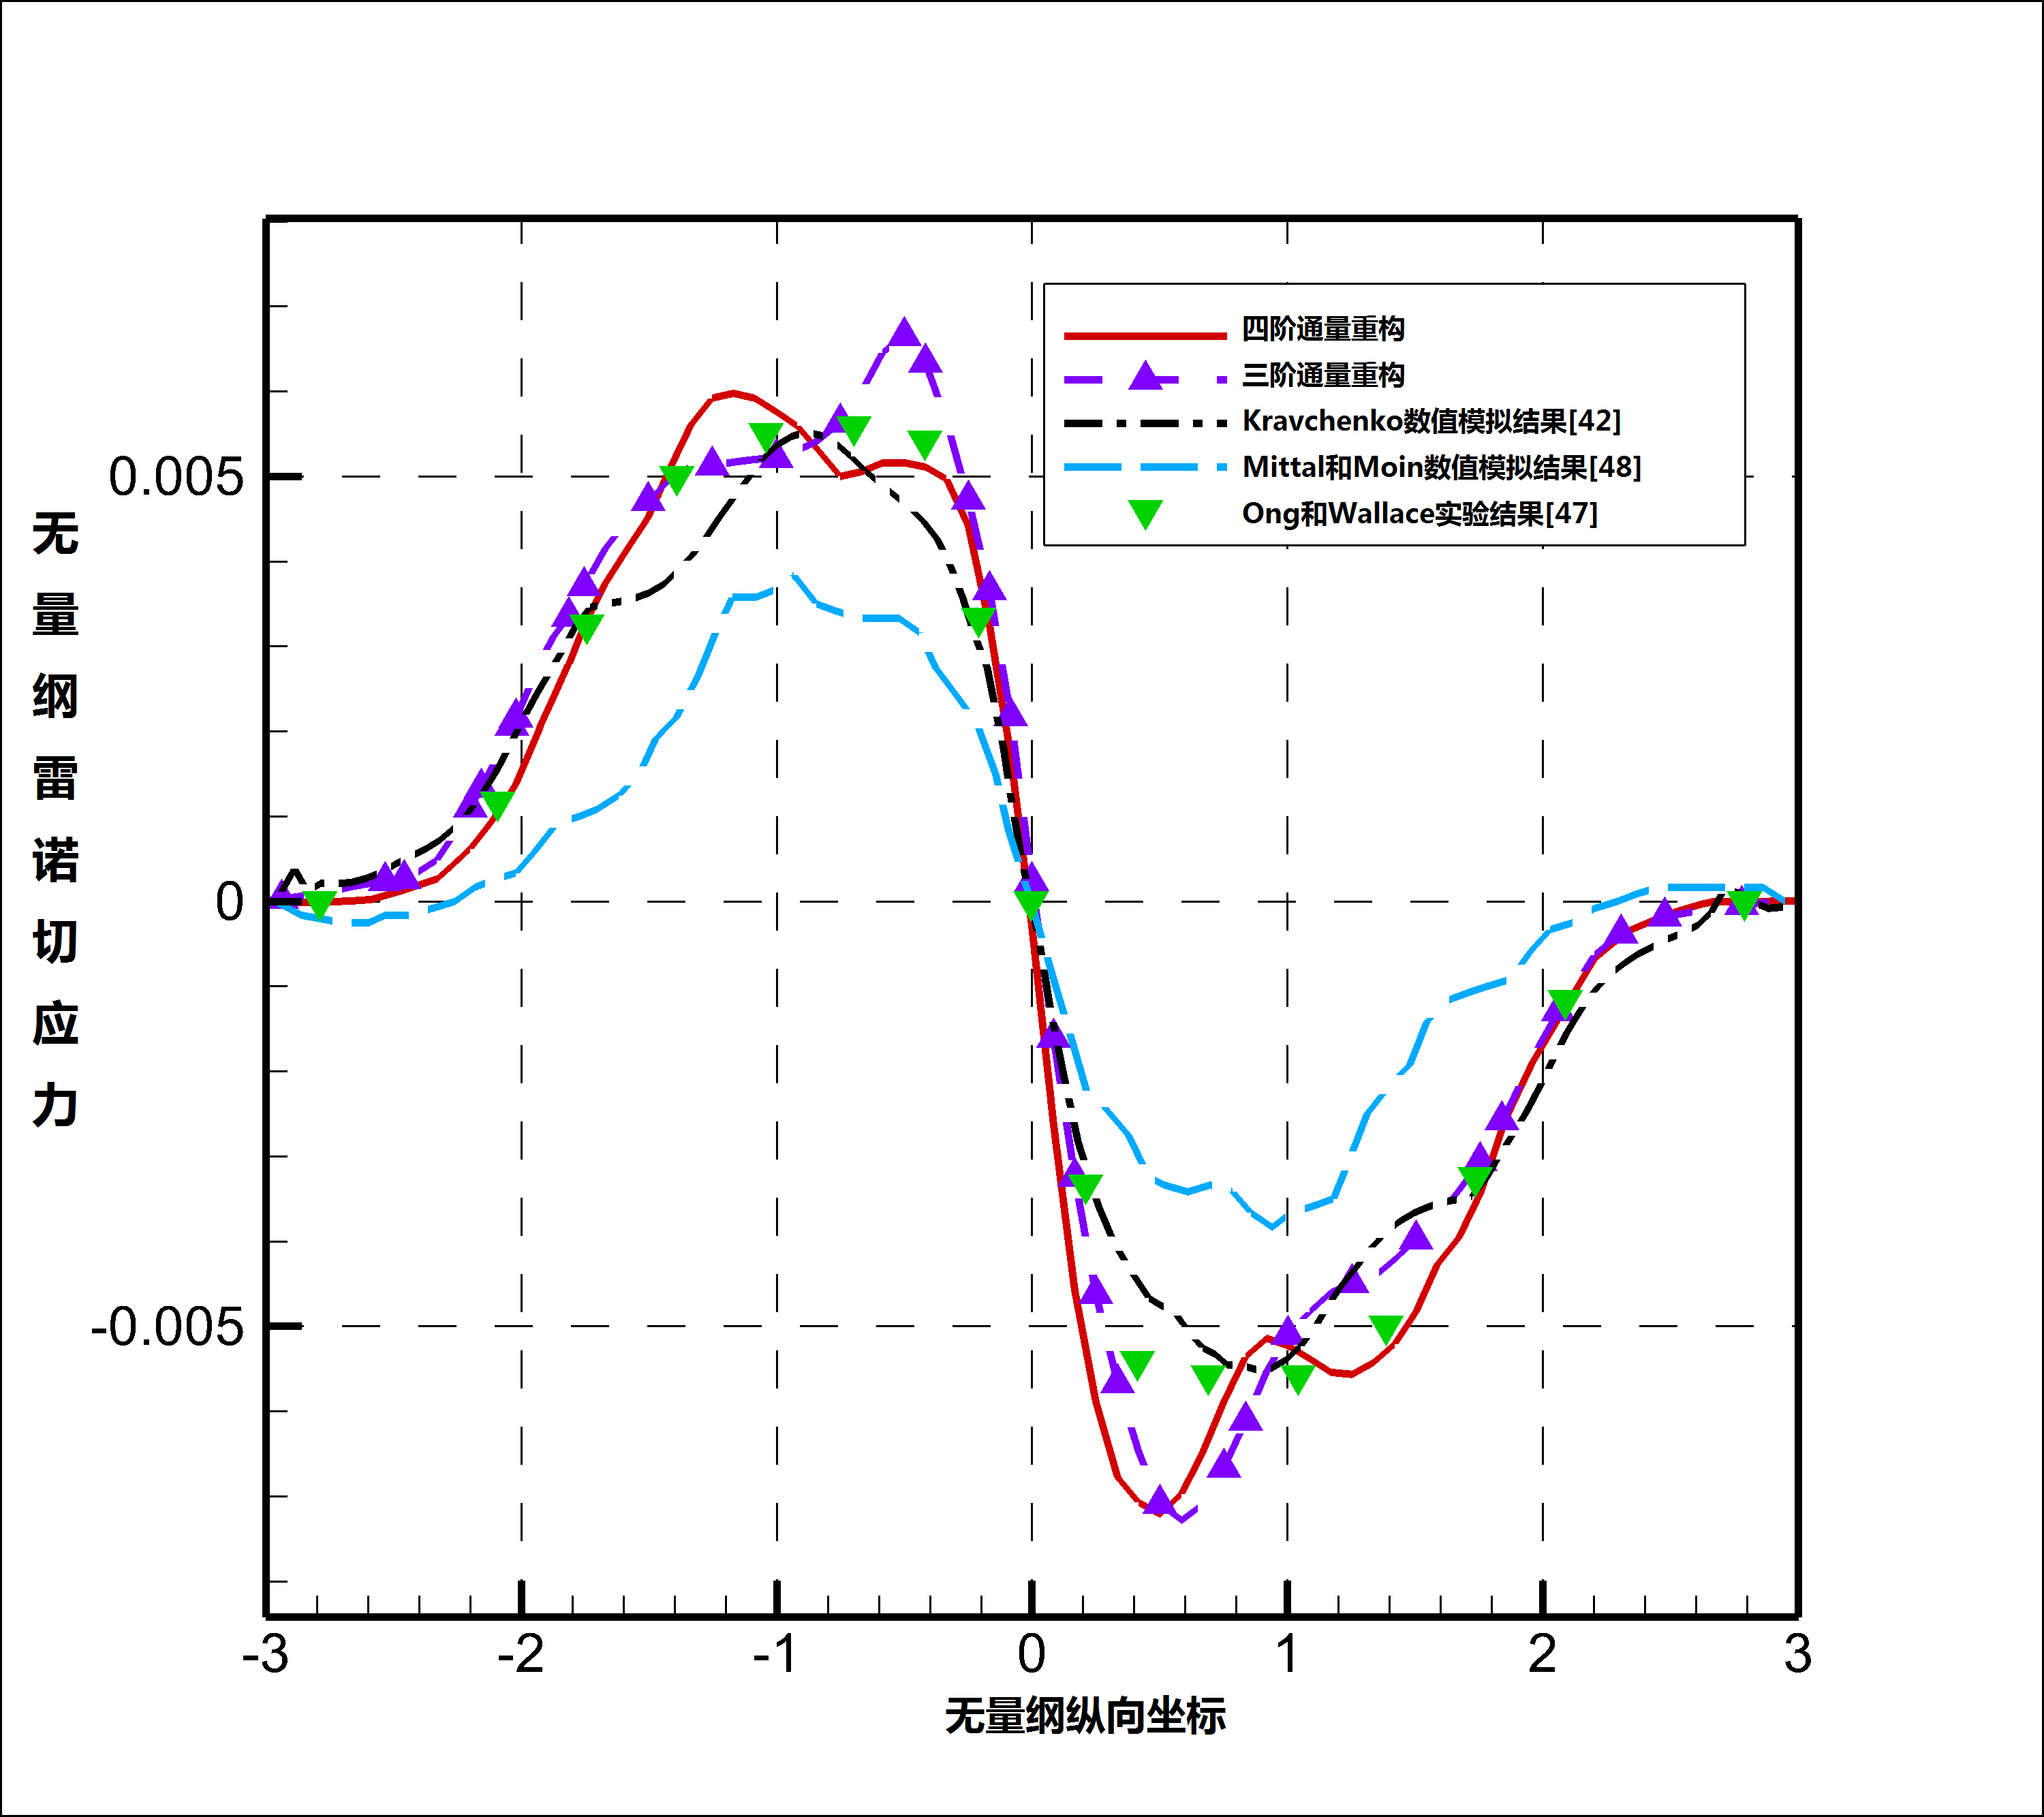 四阶通量重构
三阶通量重构
Kravchenko数值模拟结果[42]
Mittal和Moin数值模拟结果[48]
Ong和Wallace实验结果[47]
0.005
0
-0.005
无量纲雷诺切应力
-3 -2 -1 0 1 2 3
无量纲纵向坐标